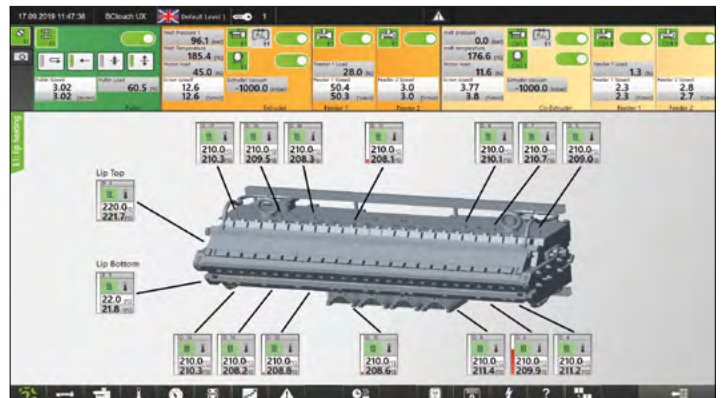 17.09.2019 11:47:38 BCtouch UX Default Level 1 1
Melt Pressure 1
96.1 [bar]
Melt Temperature
185.4 [°C]
Motor load
45.0 [%]
Screw speed
12.6
12.6
Puller Speed
3.02
3.02
Puller Load
60.5 [%]
Puller
Extruder Vacuum
-1000.0 [mbar]
Extruder
Feeder 1 Load
28.0 [%]
Feeder 1 Speed
50.4
50.3
Feeder 1
Feeder 2 Speed
3.0
3.0
Feeder 2
melt pressure
0.0 [bar]
melt temperature
176.6 [°C]
Motor load
11.6 [%]
Screw speed
3.77
3.8
Extruder Vacuum
-1000.0 [mbar]
Co-Extruder
Feeder 1 Load
1.3 [%]
Feeder 1 Speed
2.3
2.3
Feeder 1
Feeder 2 Speed
2.8
2.7
Feeder 2
E1: lip heating
210.0 °C
210.3 °C
210.0 °C
209.5 °C
210.0 °C
208.3 °C
210.0 °C
208.1 °C
210.0 °C
210.1 °C
210.0 °C
210.7 °C
210.0 °C
209.0 °C
Lip Top
220.0 °C
221.7 °C
Lip Bottom
22.0 °C
21.8 °C
210.0 °C
210.3 °C
210.0 °C
208.2 °C
210.0 °C
208.8 °C
210.0 °C
208.6 °C
210.0 °C
211.4 °C
210.0 °C
209.9 °C
210.0 °C
211.2 °C